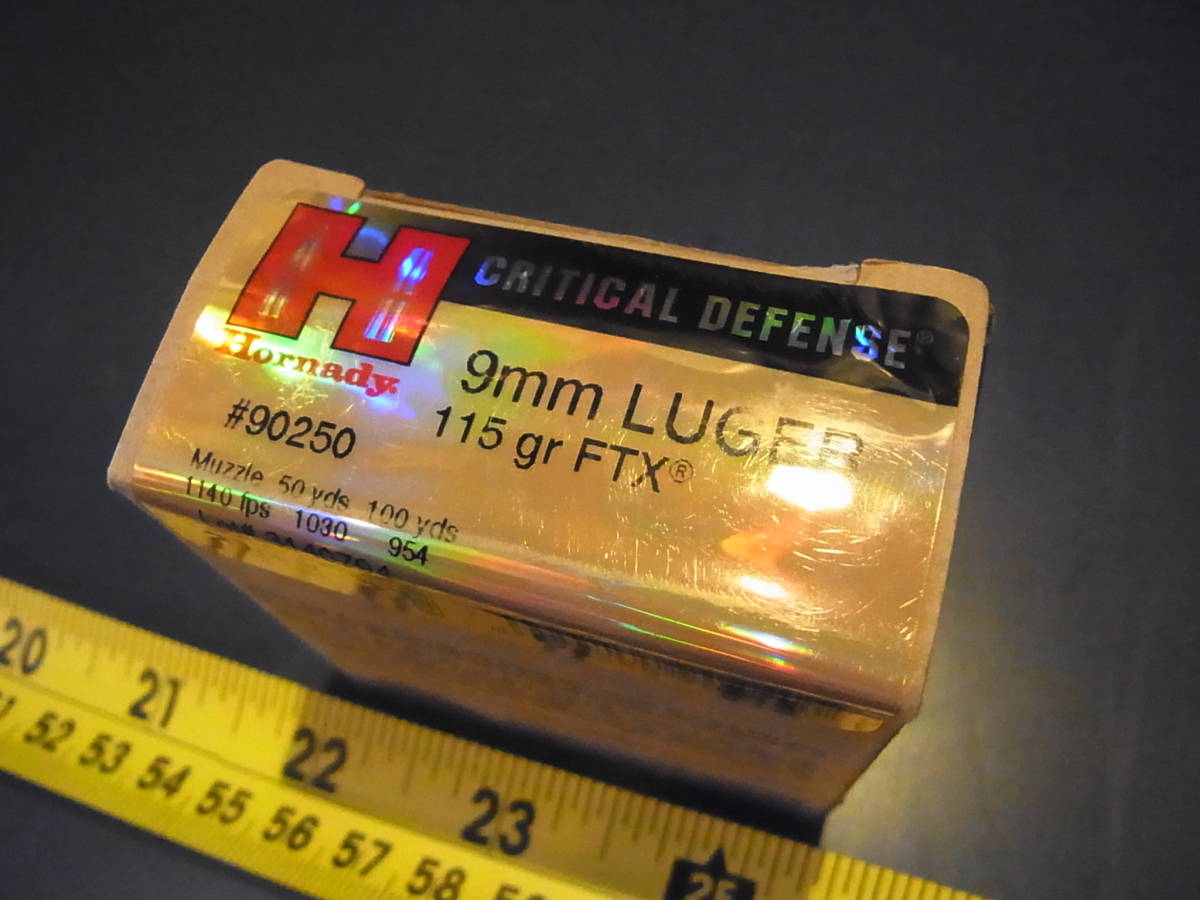 CRITICAL DEFENSE®
Hornady
9mm LUGER
115 gr FTX®
#90250
Muzzle 50 yds 100 yds
1140 fps 1030 954
20 21 22 23
52 53 54 55 56 57 58